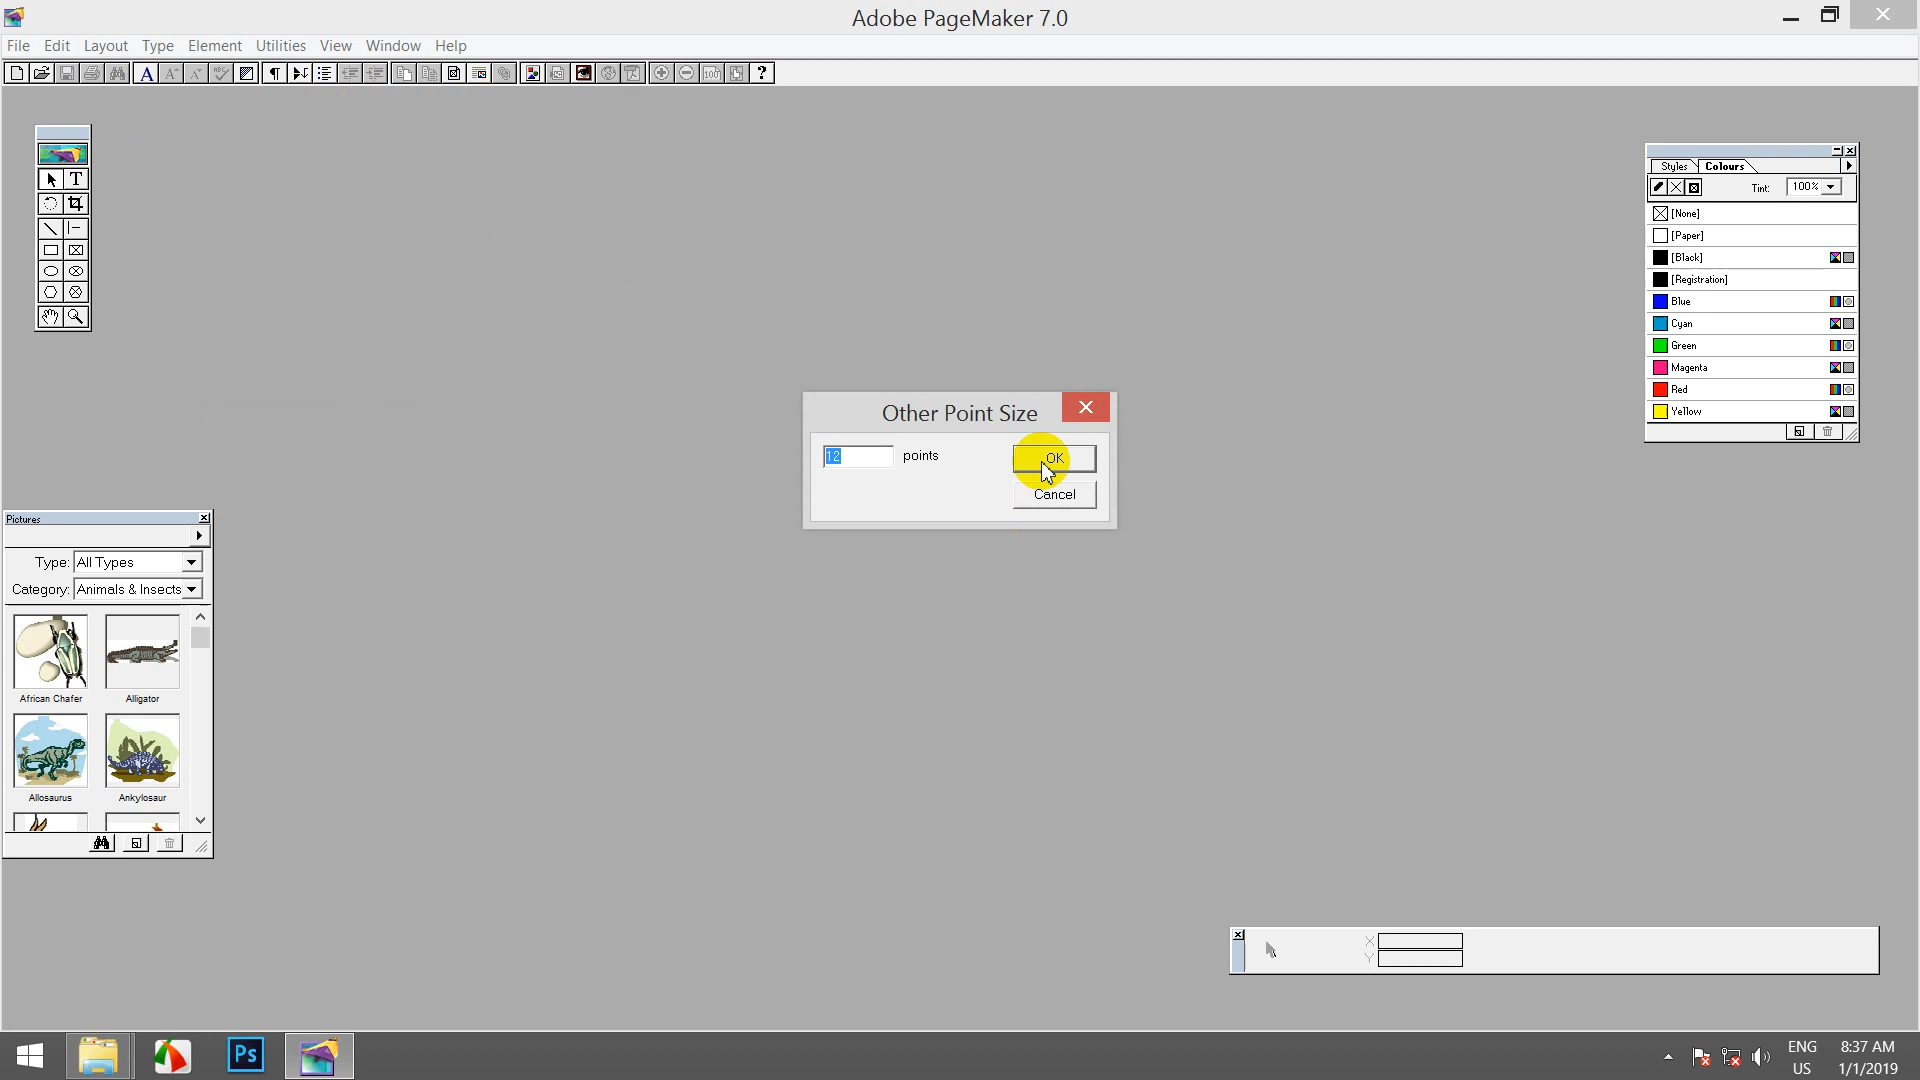 Adobe PageMaker 7.0
File Edit Layout Type Element Utilities View Window Help
Styles Colours
Tint: 100%
[None]
[Paper]
[Black]
[Registration]
Blue
Cyan
Green
Magenta
Red
Yellow
Other Point Size
12 points OK
Cancel
Pictures
Type: All Types
Category: Animals & Insects
African Chafer Alligator
Allosaurus Ankylosaur
X
Y
Ps
ENG 8:37 AM
US 1/1/2019